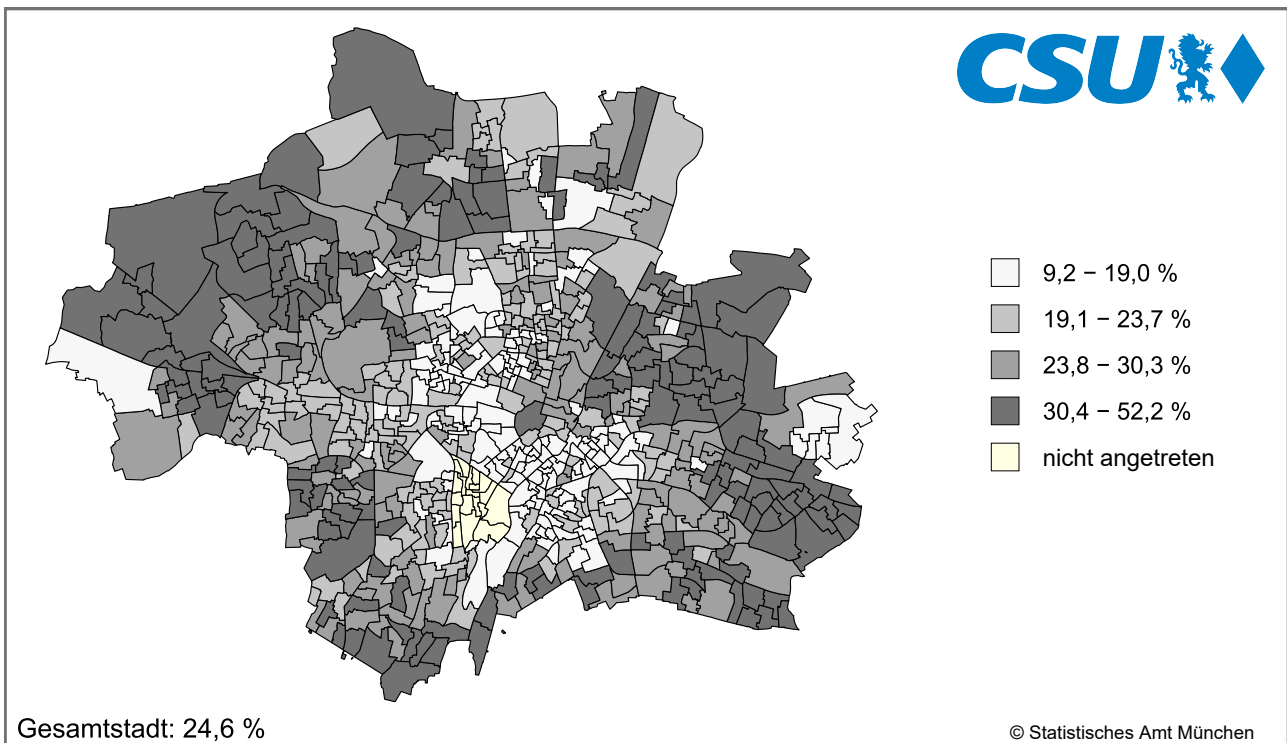 CSU
9,2 – 19,0 %
19,1 – 23,7 %
23,8 – 30,3 %
30,4 – 52,2 %
nicht angetreten
Gesamtstadt: 24,6 %
© Statistisches Amt München